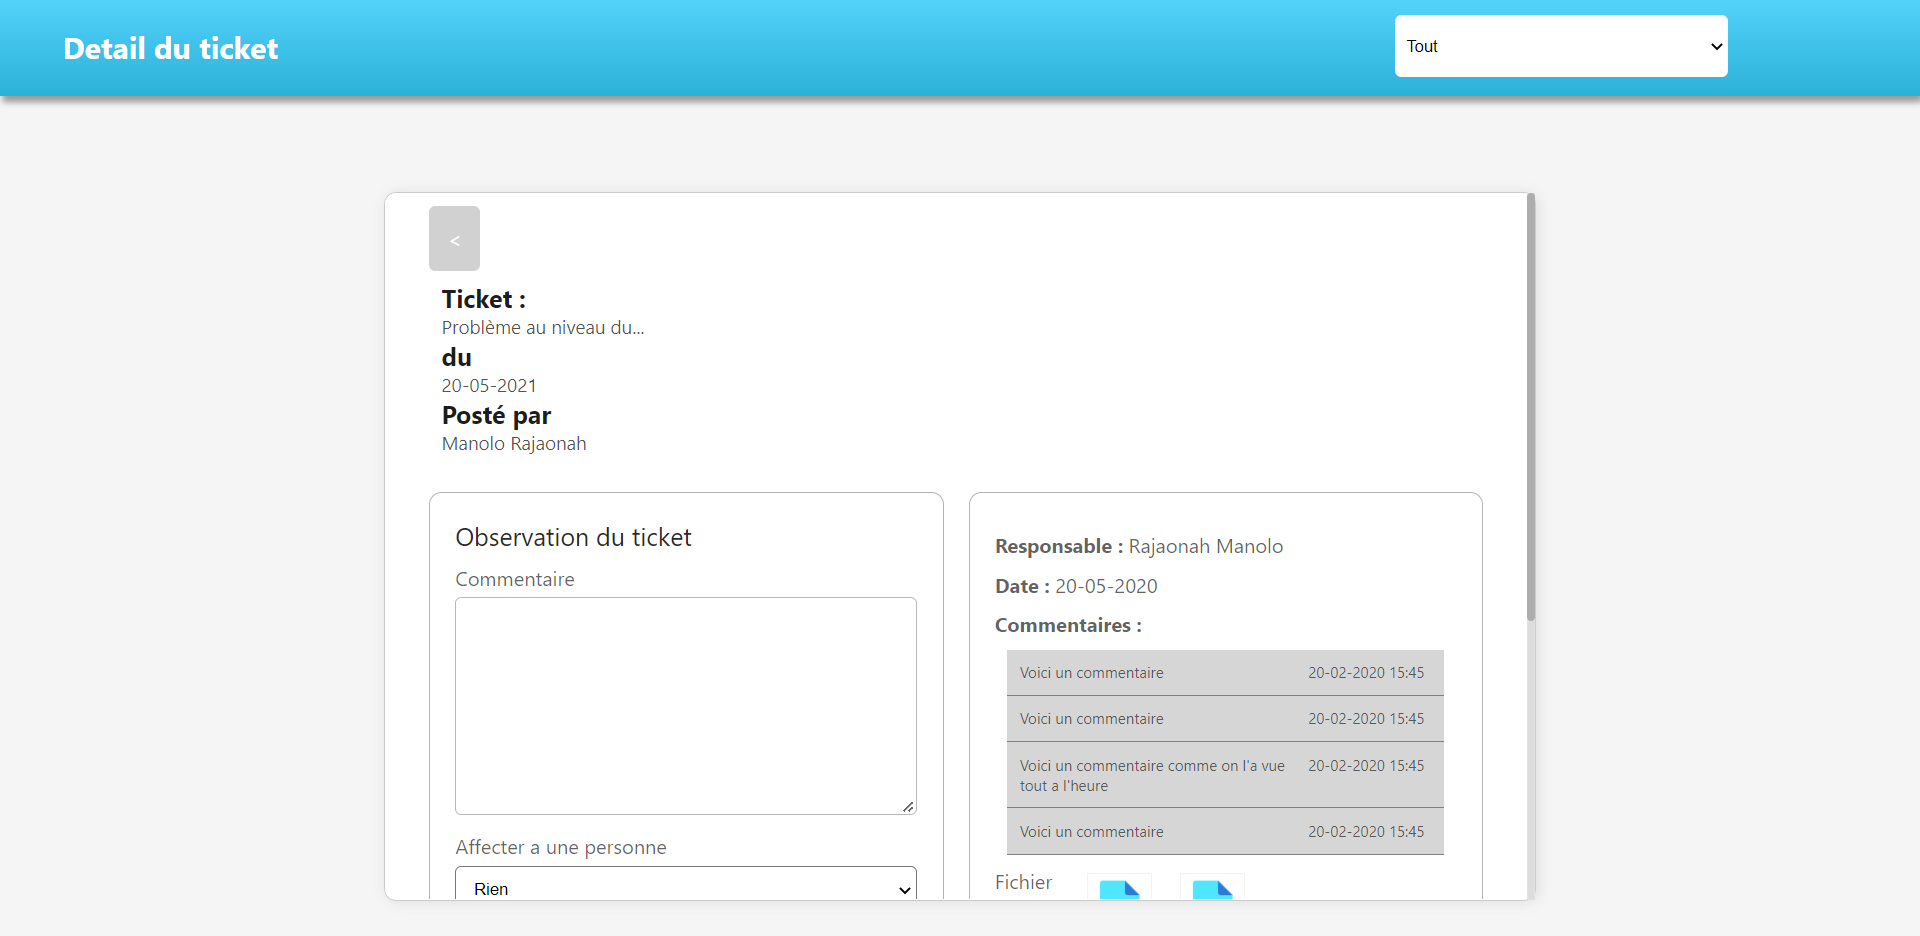 Detail du ticket
Tout
<
Ticket :
Problème au niveau du...
du
20-05-2021
Posté par
Manolo Rajaonah
Observation du ticket
Commentaire
Affecter a une personne
Rien
Responsable : Rajaonah Manolo
Date : 20-05-2020
Commentaires :
Voici un commentaire 20-02-2020 15:45
Voici un commentaire 20-02-2020 15:45
Voici un commentaire comme on l'a vue 20-02-2020 15:45
tout a l'heure
Voici un commentaire 20-02-2020 15:45
Fichier